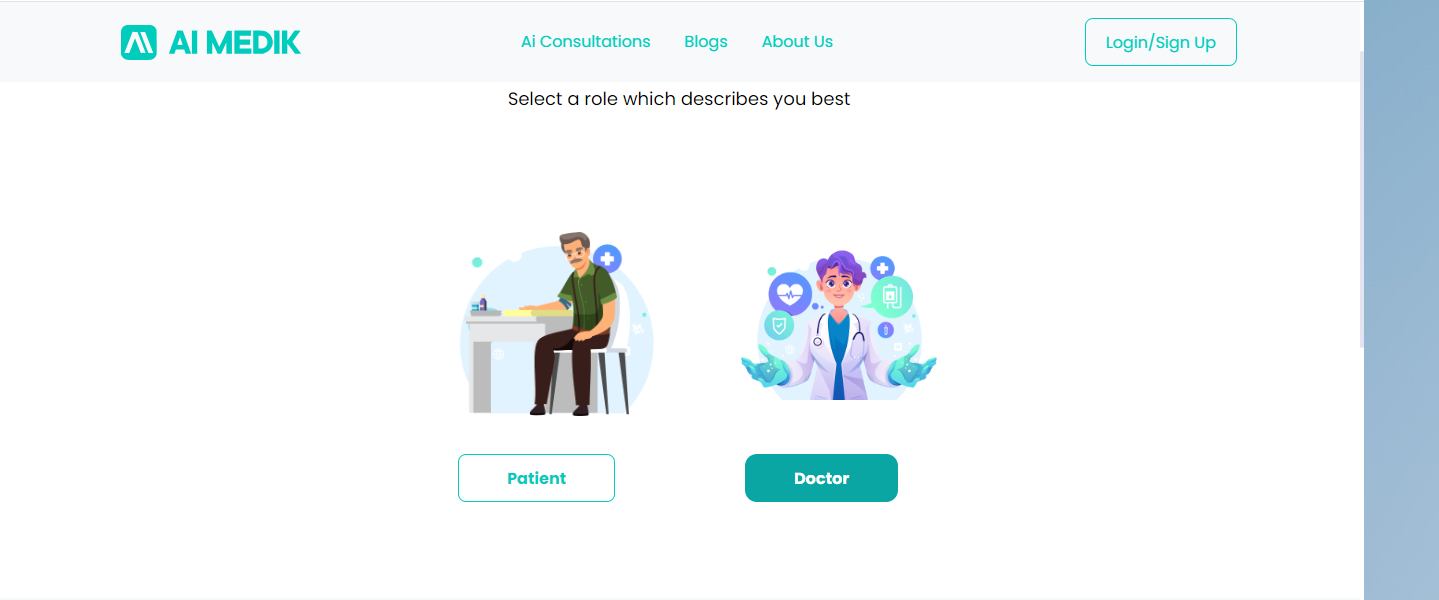 AI MEDIK
Ai Consultations
Blogs
About Us
Login/Sign Up
Select a role which describes you best
Patient
Doctor